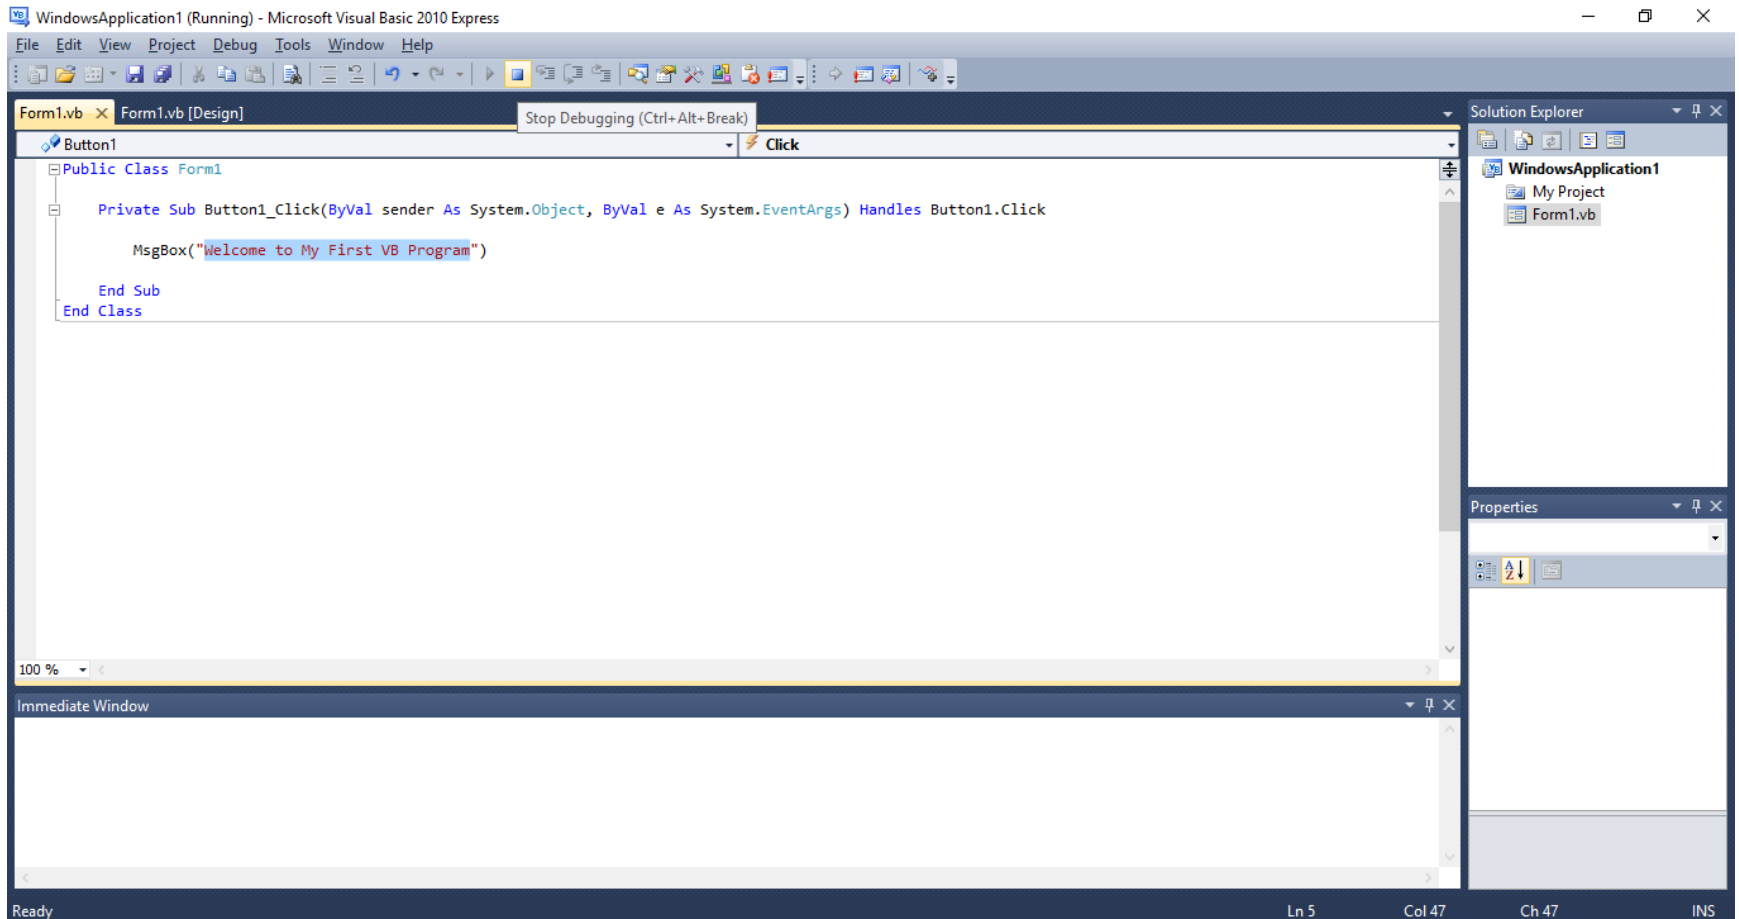 WindowsApplication1 (Running) - Microsoft Visual Basic 2010 Express
File Edit View Project Debug Tools Window Help
Form1.vb Form1.vb [Design]
Stop Debugging (Ctrl+Alt+Break)
Solution Explorer
Button1
Click
WindowsApplication1
My Project
Form1.vb
Public Class Form1
Private Sub Button1_Click(ByVal sender As System.Object, ByVal e As System.EventArgs) Handles Button1.Click
MsgBox("Welcome to My First VB Program")
End Sub
End Class
Properties
100 %
Immediate Window
Ready Ln 5 Col 47 Ch 47 INS